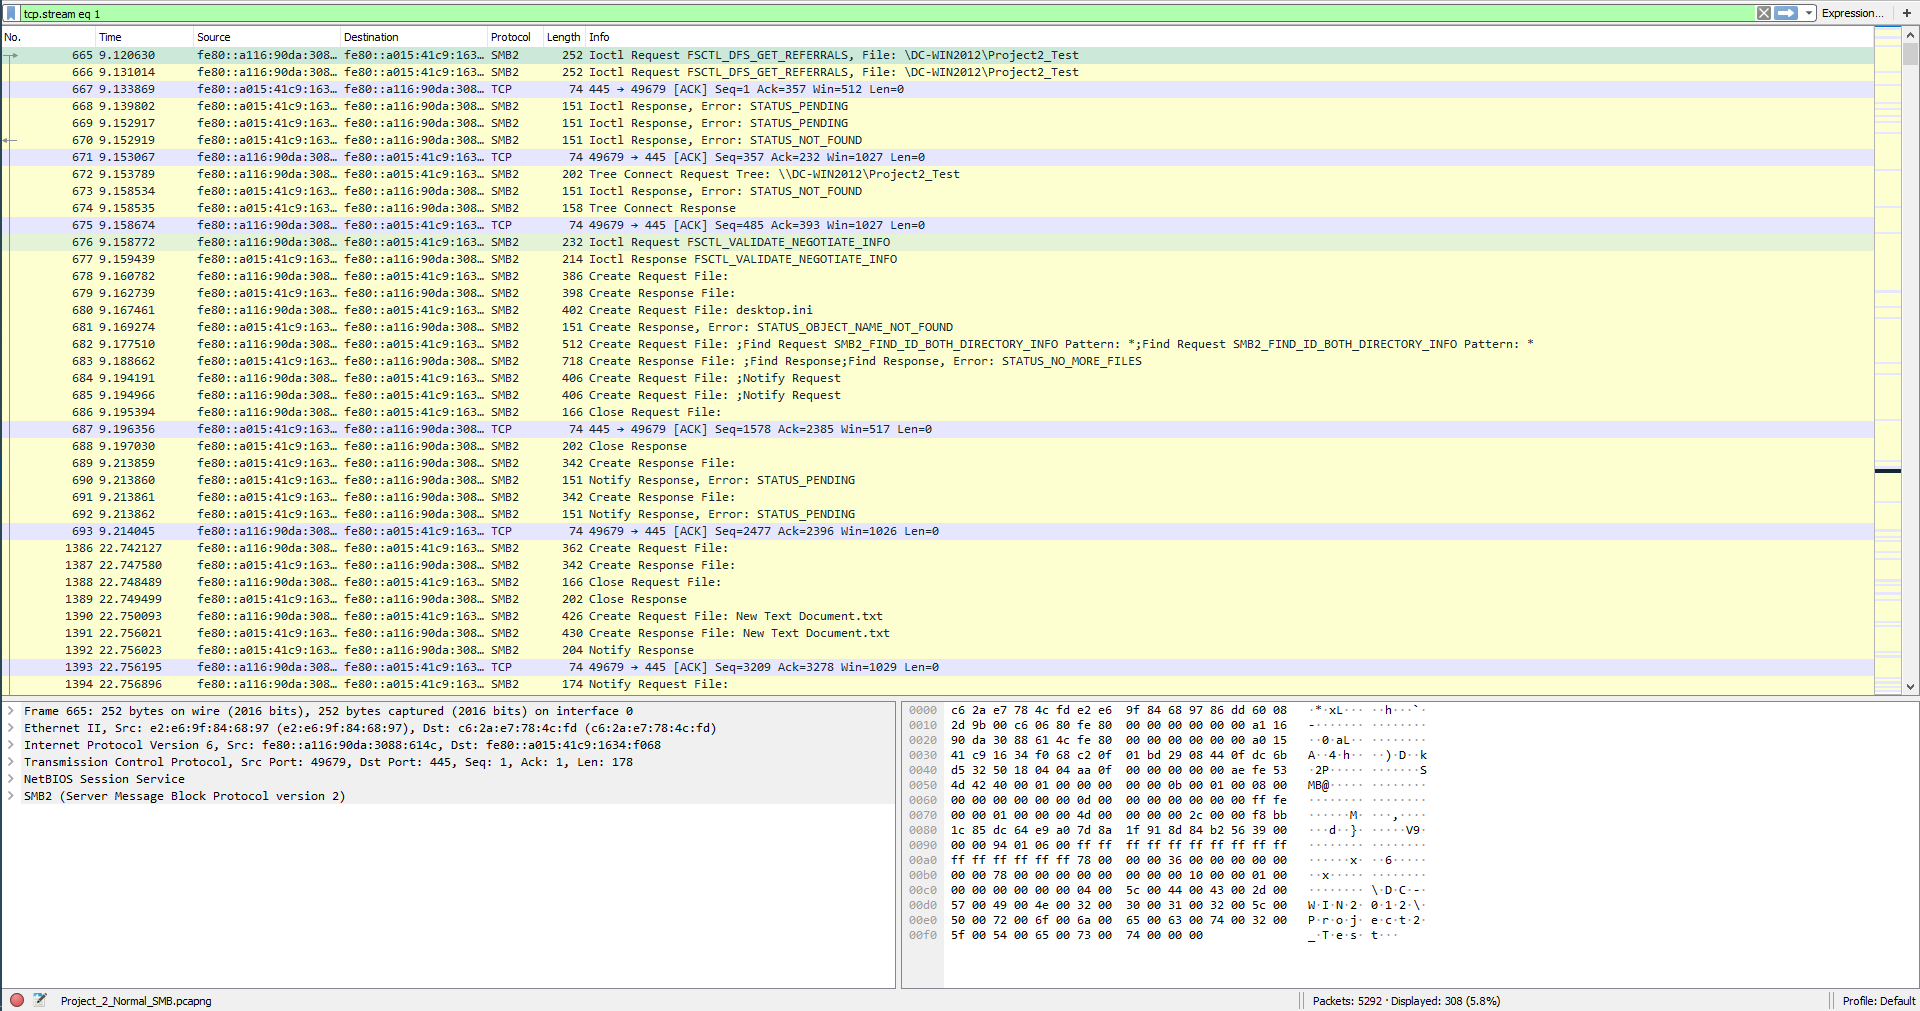 tcp.stream eq 1 Expression… +
No. Time Source Destination Protocol Length Info
665 9.120630 fe80::a116:90da:308… fe80::a015:41c9:163… SMB2 252 Ioctl Request FSCTL_DFS_GET_REFERRALS, File: \DC-WIN2012\Project2_Test
666 9.131014 fe80::a116:90da:308… fe80::a015:41c9:163… SMB2 252 Ioctl Request FSCTL_DFS_GET_REFERRALS, File: \DC-WIN2012\Project2_Test
667 9.133869 fe80::a015:41c9:163… fe80::a116:90da:308… TCP 74 445 → 49679 [ACK] Seq=1 Ack=357 Win=512 Len=0
668 9.139802 fe80::a015:41c9:163… fe80::a116:90da:308… SMB2 151 Ioctl Response, Error: STATUS_PENDING
669 9.152917 fe80::a015:41c9:163… fe80::a116:90da:308… SMB2 151 Ioctl Response, Error: STATUS_PENDING
670 9.152919 fe80::a015:41c9:163… fe80::a116:90da:308… SMB2 151 Ioctl Response, Error: STATUS_NOT_FOUND
671 9.153067 fe80::a116:90da:308… fe80::a015:41c9:163… TCP 74 49679 → 445 [ACK] Seq=357 Ack=232 Win=1027 Len=0
672 9.153789 fe80::a116:90da:308… fe80::a015:41c9:163… SMB2 202 Tree Connect Request Tree: \\DC-WIN2012\Project2_Test
673 9.158534 fe80::a015:41c9:163… fe80::a116:90da:308… SMB2 151 Ioctl Response, Error: STATUS_NOT_FOUND
674 9.158535 fe80::a015:41c9:163… fe80::a116:90da:308… SMB2 158 Tree Connect Response
675 9.158674 fe80::a116:90da:308… fe80::a015:41c9:163… TCP 74 49679 → 445 [ACK] Seq=485 Ack=393 Win=1027 Len=0
676 9.158772 fe80::a116:90da:308… fe80::a015:41c9:163… SMB2 232 Ioctl Request FSCTL_VALIDATE_NEGOTIATE_INFO
677 9.159439 fe80::a015:41c9:163… fe80::a116:90da:308… SMB2 214 Ioctl Response FSCTL_VALIDATE_NEGOTIATE_INFO
678 9.160782 fe80::a116:90da:308… fe80::a015:41c9:163… SMB2 386 Create Request File:
679 9.162739 fe80::a015:41c9:163… fe80::a116:90da:308… SMB2 398 Create Response File:
680 9.167461 fe80::a116:90da:308… fe80::a015:41c9:163… SMB2 402 Create Request File: desktop.ini
681 9.169274 fe80::a015:41c9:163… fe80::a116:90da:308… SMB2 151 Create Response, Error: STATUS_OBJECT_NAME_NOT_FOUND
682 9.177510 fe80::a116:90da:308… fe80::a015:41c9:163… SMB2 512 Create Request File: ;Find Request SMB2_FIND_ID_BOTH_DIRECTORY_INFO Pattern: *;Find Request SMB2_FIND_ID_BOTH_DIRECTORY_INFO Pattern: *
683 9.188662 fe80::a015:41c9:163… fe80::a116:90da:308… SMB2 718 Create Response File: ;Find Response;Find Response, Error: STATUS_NO_MORE_FILES
684 9.194191 fe80::a116:90da:308… fe80::a015:41c9:163… SMB2 406 Create Request File: ;Notify Request
685 9.194966 fe80::a116:90da:308… fe80::a015:41c9:163… SMB2 406 Create Request File: ;Notify Request
686 9.195394 fe80::a116:90da:308… fe80::a015:41c9:163… SMB2 166 Close Request File:
687 9.196356 fe80::a015:41c9:163… fe80::a116:90da:308… TCP 74 445 → 49679 [ACK] Seq=1578 Ack=2385 Win=517 Len=0
688 9.197030 fe80::a015:41c9:163… fe80::a116:90da:308… SMB2 202 Close Response
689 9.213859 fe80::a015:41c9:163… fe80::a116:90da:308… SMB2 342 Create Response File:
690 9.213860 fe80::a015:41c9:163… fe80::a116:90da:308… SMB2 151 Notify Response, Error: STATUS_PENDING
691 9.213861 fe80::a015:41c9:163… fe80::a116:90da:308… SMB2 342 Create Response File:
692 9.213862 fe80::a015:41c9:163… fe80::a116:90da:308… SMB2 151 Notify Response, Error: STATUS_PENDING
693 9.214045 fe80::a116:90da:308… fe80::a015:41c9:163… TCP 74 49679 → 445 [ACK] Seq=2477 Ack=2396 Win=1026 Len=0
1386 22.742127 fe80::a116:90da:308… fe80::a015:41c9:163… SMB2 362 Create Request File:
1387 22.747580 fe80::a015:41c9:163… fe80::a116:90da:308… SMB2 342 Create Response File:
1388 22.748489 fe80::a116:90da:308… fe80::a015:41c9:163… SMB2 166 Close Request File:
1389 22.749499 fe80::a015:41c9:163… fe80::a116:90da:308… SMB2 202 Close Response
1390 22.750093 fe80::a116:90da:308… fe80::a015:41c9:163… SMB2 426 Create Request File: New Text Document.txt
1391 22.756021 fe80::a015:41c9:163… fe80::a116:90da:308… SMB2 430 Create Response File: New Text Document.txt
1392 22.756023 fe80::a015:41c9:163… fe80::a116:90da:308… SMB2 204 Notify Response
1393 22.756195 fe80::a116:90da:308… fe80::a015:41c9:163… TCP 74 49679 → 445 [ACK] Seq=3209 Ack=3278 Win=1029 Len=0
1394 22.756896 fe80::a116:90da:308… fe80::a015:41c9:163… SMB2 174 Notify Request File:
Frame 665: 252 bytes on wire (2016 bits), 252 bytes captured (2016 bits) on interface 0
Ethernet II, Src: e2:e6:9f:84:68:97 (e2:e6:9f:84:68:97), Dst: c6:2a:e7:78:4c:fd (c6:2a:e7:78:4c:fd)
Internet Protocol Version 6, Src: fe80::a116:90da:3088:614c, Dst: fe80::a015:41c9:1634:f068
Transmission Control Protocol, Src Port: 49679, Dst Port: 445, Seq: 1, Ack: 1, Len: 178
NetBIOS Session Service
SMB2 (Server Message Block Protocol version 2)
0000 c6 2a e7 78 4c fd e2 e6 9f 84 68 97 86 dd 60 08 ·*·xL··· ··h···`·
0010 2d 9b 00 c6 06 80 fe 80 00 00 00 00 00 00 a1 16 -······· ········
0020 90 da 30 88 61 4c fe 80 00 00 00 00 00 00 a0 15 ··0·aL·· ········
0030 41 c9 16 34 f0 68 c2 0f 01 bd 29 08 44 0f dc 6b A··4·h·· ··)·D··k
0040 d5 32 50 18 04 04 aa 0f 00 00 00 00 00 ae fe 53 ·2P····· ·······S
0050 4d 42 40 00 01 00 00 00 00 00 0b 00 01 00 08 00 MB@····· ········
0060 00 00 00 00 00 00 0d 00 00 00 00 00 00 00 ff fe ········ ········
0070 00 00 01 00 00 00 4d 00 00 00 00 2c 00 00 f8 bb ······M· ···,····
0080 1c 85 dc 64 e9 a0 7d 8a 1f 91 8d 84 b2 56 39 00 ···d··}· ·····V9·
0090 00 00 94 01 06 00 ff ff ff ff ff ff ff ff ff ff ········ ········
00a0 ff ff ff ff ff ff 78 00 00 00 36 00 00 00 00 00 ······x· ··6·····
00b0 00 00 78 00 00 00 00 00 00 00 00 10 00 00 01 00 ··x····· ········
00c0 00 00 00 00 00 00 04 00 5c 00 44 00 43 00 2d 00 ········ \·D·C·-·
00d0 57 00 49 00 4e 00 32 00 30 00 31 00 32 00 5c 00 W·I·N·2· 0·1·2·\·
00e0 50 00 72 00 6f 00 6a 00 65 00 63 00 74 00 32 00 P·r·o·j· e·c·t·2·
00f0 5f 00 54 00 65 00 73 00 74 00 00 00 _·T·e·s· t···
Project_2_Normal_SMB.pcapng Packets: 5292 · Displayed: 308 (5.8%) Profile: Default